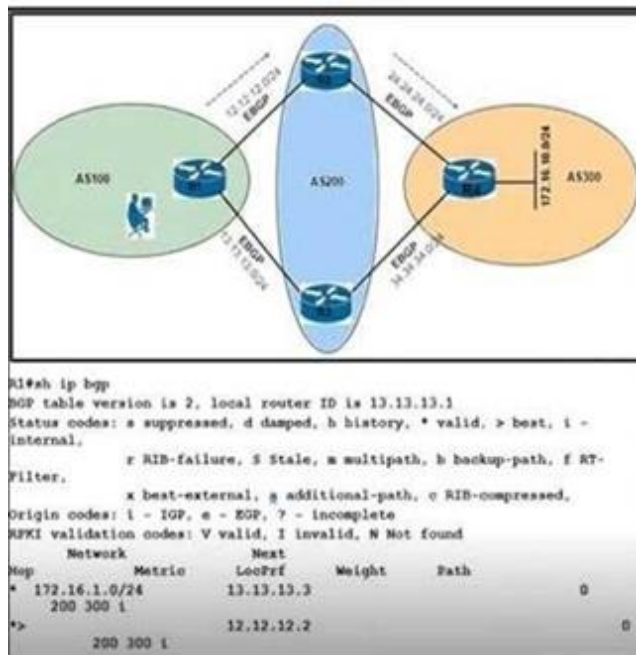 12.12.12.0/24
EBGP
24.24.24.0/24
EBGP
AS100
R1
AS200
R4
172.16.10.0/24
AS300
EBGP
13.13.13.0/24
EBGP
34.34.34.0/24
R1#sh ip bgp
BGP table version is 2, local router ID is 13.13.13.1
Status codes: s suppressed, d damped, h history, * valid, > best, i -
internal,
r RIB-failure, S Stale, m multipath, b backup-path, f RT-
Filter,
x best-external, a additional-path, c RIB-compressed,
Origin codes: i - IGP, e - EGP, ? - incomplete
RPKI validation codes: V valid, I invalid, N Not found
Network Next
Hop Metric LocPrf Weight Path
* 172.16.1.0/24 13.13.13.3 0
200 300 i
*> 12.12.12.2 0
200 300 i